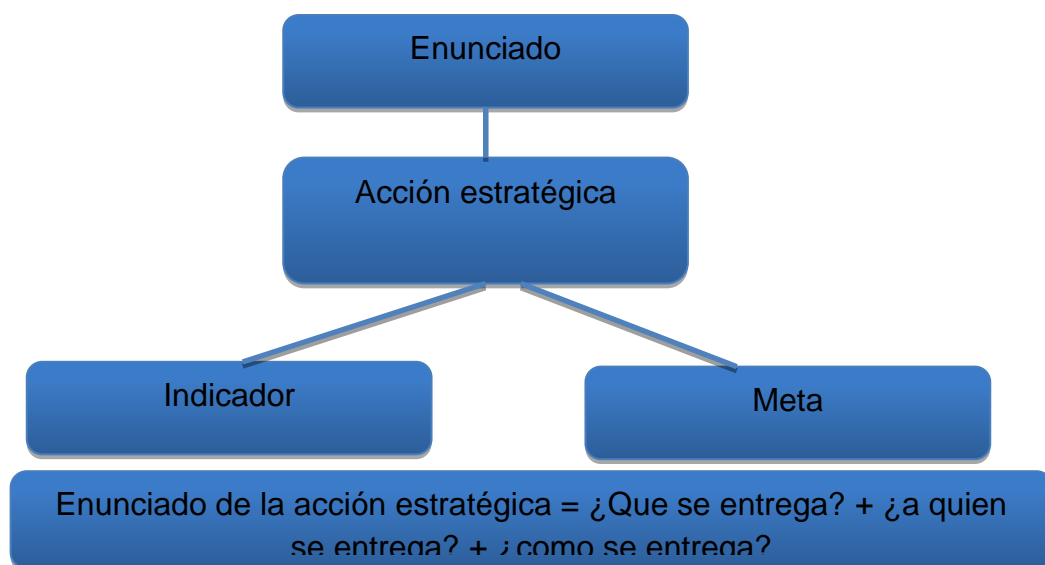 Enunciado
Acción estratégica
Indicador
Meta
Enunciado de la acción estratégica = ¿Que se entrega? + ¿a quien
se entrega? + ¿como se entrega?